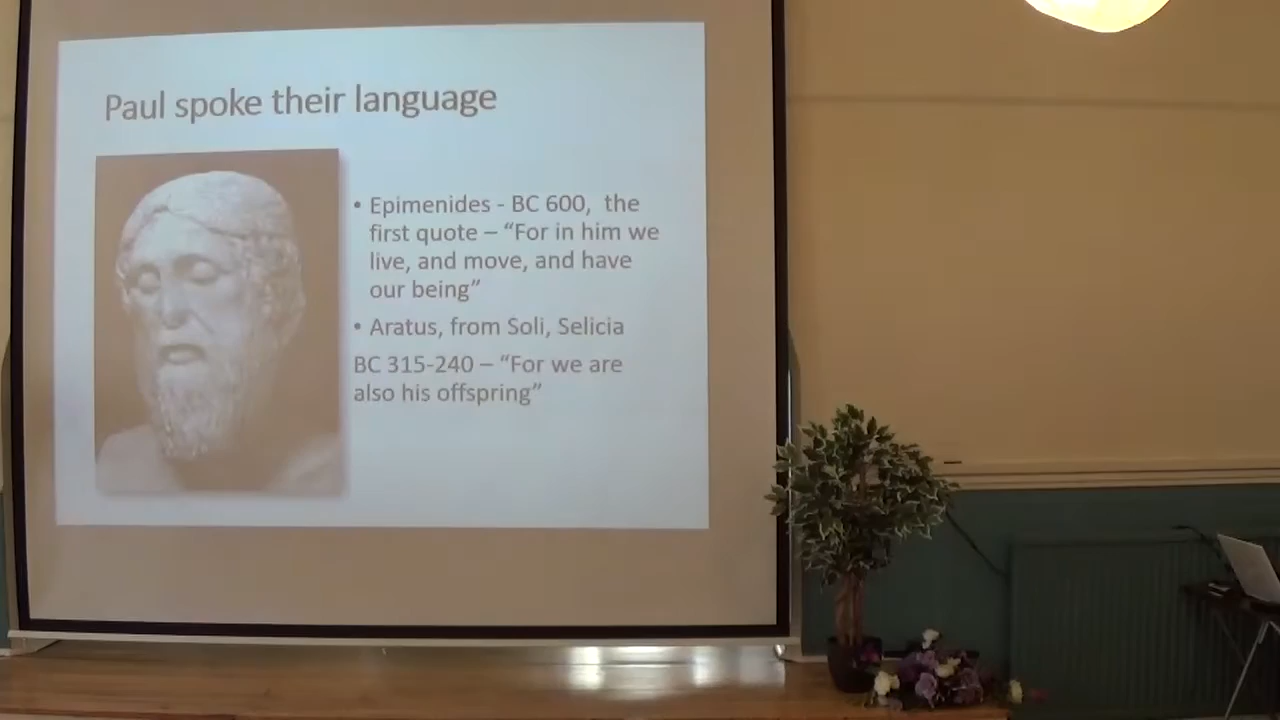 Paul spoke their language
• Epimenides - BC 600, the
first quote – “For in him we
live, and move, and have
our being”
• Aratus, from Soli, Selicia
BC 315-240 – “For we are
also his offspring”